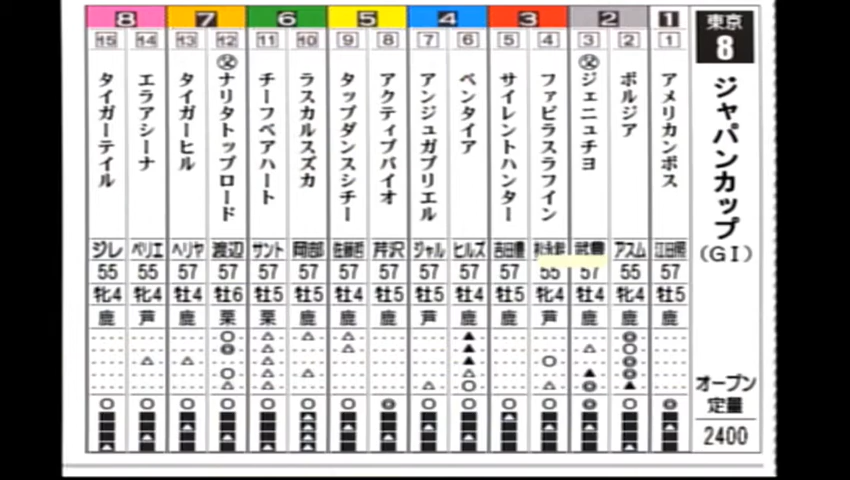 東京
8
ジャパンカップ
(GI)
オープン
定量
2400
1
1
アメリカンボス
江田照
57
牡5
鹿
2
2
ボルジア
アスム
55
牝4
鹿
3
父
ジェニュチヨ
武豊
57
牡4
鹿
3
4
ファビラスラフイン
55
牝4
芦
5
サイレントハンター
吉田豊
57
牡5
鹿
4
6
ペンタイア
ヒルズ
57
牡4
鹿
7
アンジュガブリエル
ジャル
57
牡5
芦
5
8
アクティブバイオ
芹沢
57
牡5
鹿
9
タップダンスシチー
佐藤哲
57
牡4
鹿
6
10
ラスカルスズカ
岡部
57
牡5
鹿
11
チーフベアハート
サント
57
牡5
栗
7
12
父
ナリタトップロード
渡辺
57
牡6
栗
13
タイガーヒル
ヘリヤ
57
牡4
鹿
8
14
エラアシーナ
ペリエ
55
牝4
芦
15
タイガーテイル
ジレ
55
牝4
鹿